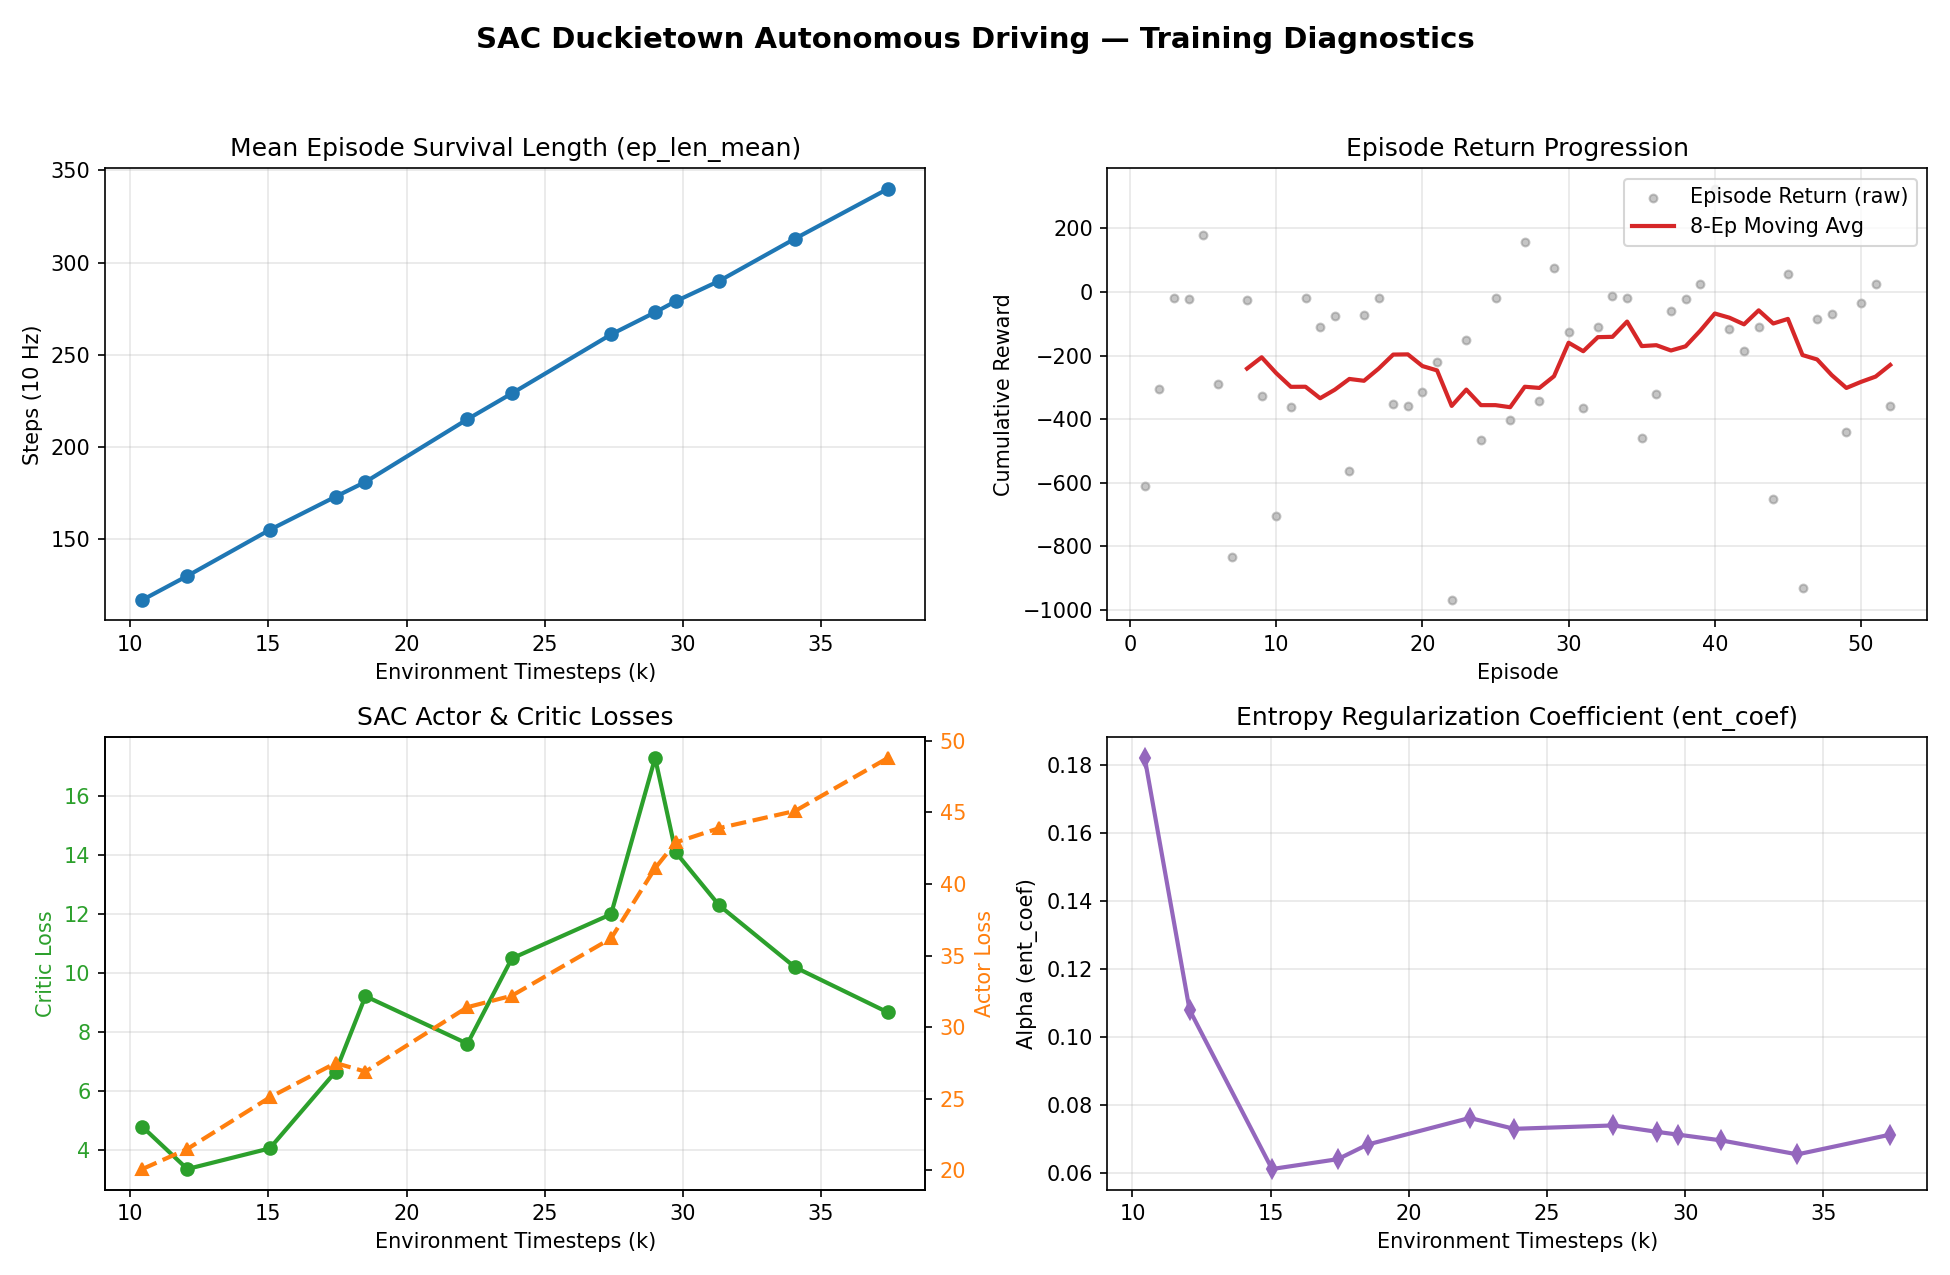 SAC Duckietown Autonomous Driving — Training Diagnostics
Mean Episode Survival Length (ep_len_mean)
Steps (10 Hz)
350
300
250
200
150
10 15 20 25 30 35
Environment Timesteps (k)
Episode Return Progression
Cumulative Reward
200
0
−200
−400
−600
−800
−1000
Episode Return (raw)
8-Ep Moving Avg
0 10 20 30 40 50
Episode
SAC Actor & Critic Losses
Critic Loss
16
14
12
10
8
6
4
50
45
40
35
30
25
20
Actor Loss
10 15 20 25 30 35
Environment Timesteps (k)
Entropy Regularization Coefficient (ent_coef)
Alpha (ent_coef)
0.18
0.16
0.14
0.12
0.10
0.08
0.06
10 15 20 25 30 35
Environment Timesteps (k)